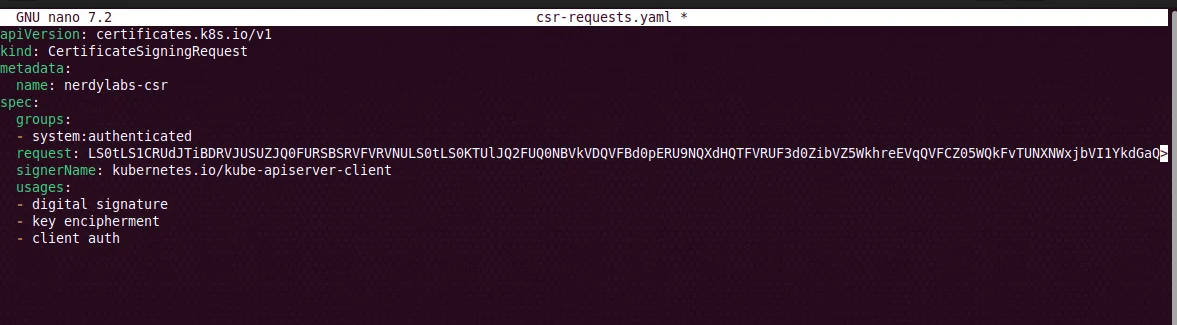 GNU nano 7.2 csr-requests.yaml *
apiVersion: certificates.k8s.io/v1
kind: CertificateSigningRequest
metadata:
  name: nerdylabs-csr
spec:
  groups:
  - system:authenticated
  request: LS0tLS1CRUdJTiBDRVJUSUZJQ0FURSBSRVFVRVNULS0tLS0KTUlJQ2FUQ0NBVkVDQVFBd0pERU9NQXdHQTFVRUF3d0ZibVZ5WkhreEVqQVFCZ05WQkFvTUNXNWxjbVI1YkdGaQ>
  signerName: kubernetes.io/kube-apiserver-client
  usages:
  - digital signature
  - key encipherment
  - client auth